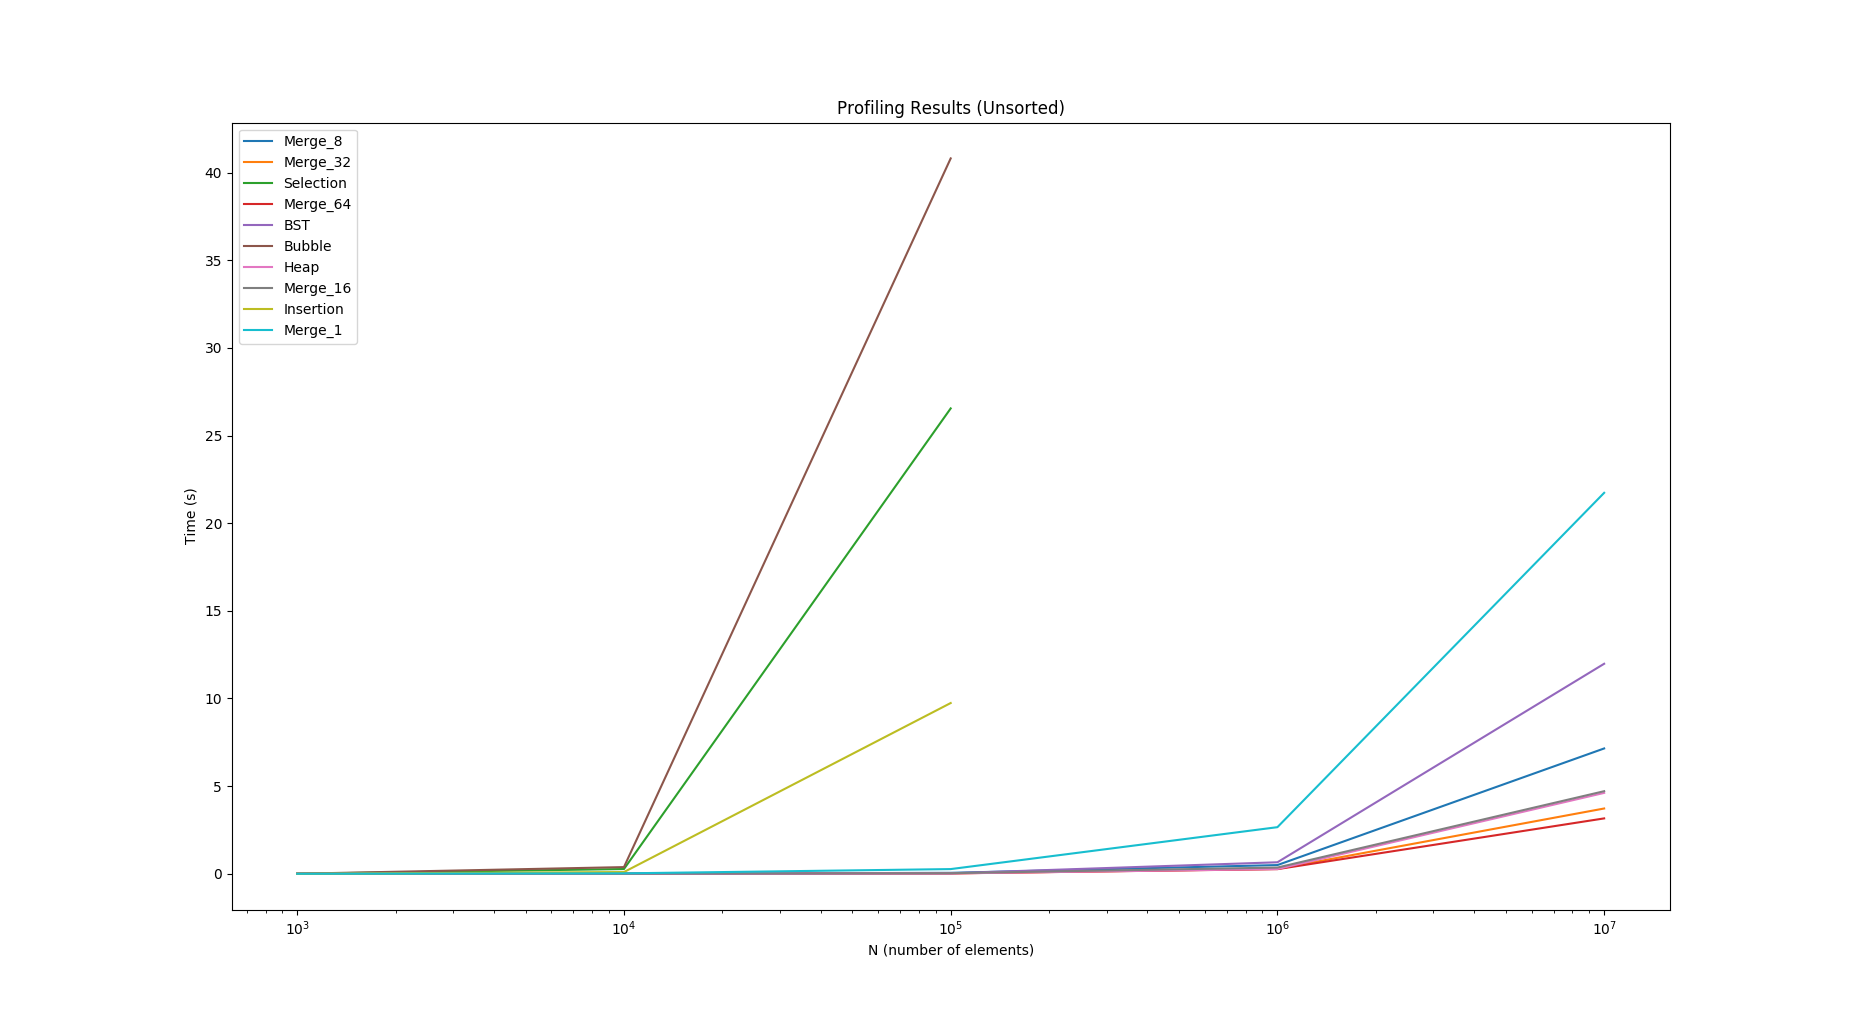 Profiling Results (Unsorted)
Merge_8
Merge_32
Selection
Merge_64
BST
Bubble
Heap
Merge_16
Insertion
Merge_1
40
35
30
25
20
15
10
5
0
Time (s)
10³ 10⁴ 10⁵ 10⁶ 10⁷
N (number of elements)